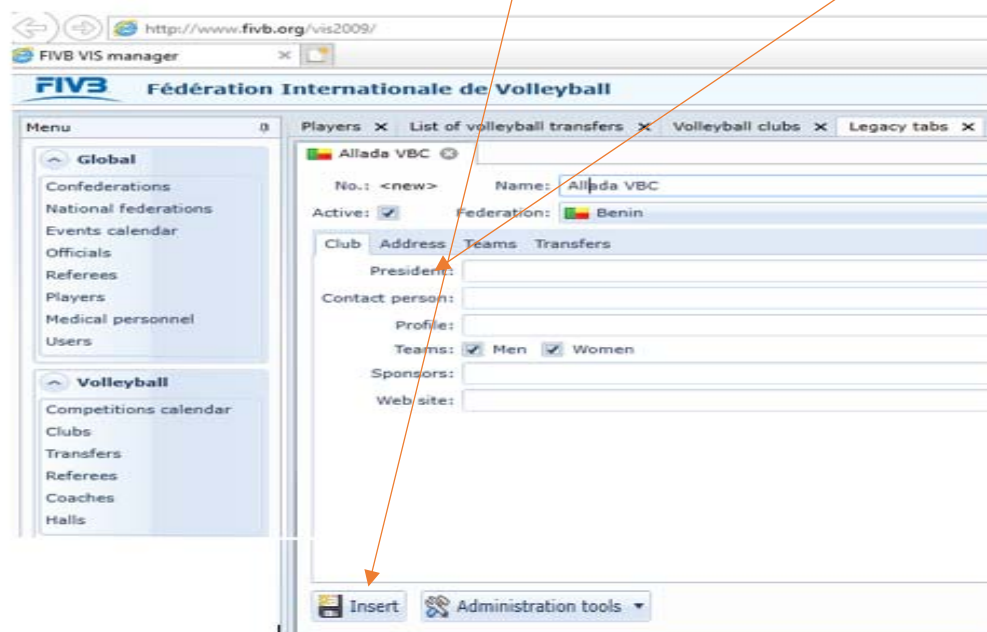 http://www.fivb.org/vis2009/
FIVB VIS manager
FIVB Fédération Internationale de Volleyball
Menu
Global
Confederations
National federations
Events calendar
Officials
Referees
Players
Medical personnel
Users
Volleyball
Competitions calendar
Clubs
Transfers
Referees
Coaches
Halls
Players List of volleyball transfers Volleyball clubs Legacy tabs
Allada VBC
No.: <new> Name: Allada VBC
Active: Federation: Benin
Club Address Teams Transfers
President:
Contact person:
Profile:
Teams: Men Women
Sponsors:
Web site:
Insert Administration tools